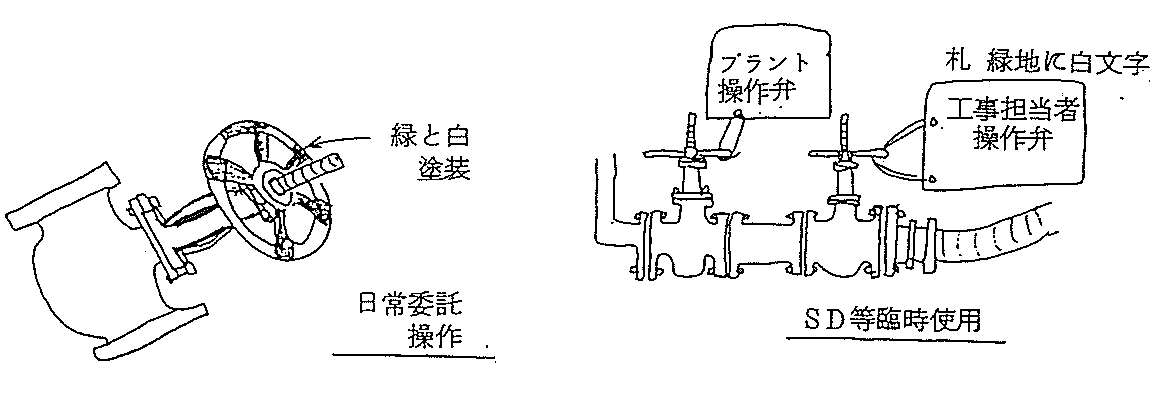 緑と白
塗装
日常委託
操作
プラント
操作弁
札 緑地に白文字
工事担当者
操作弁
SD等臨時使用